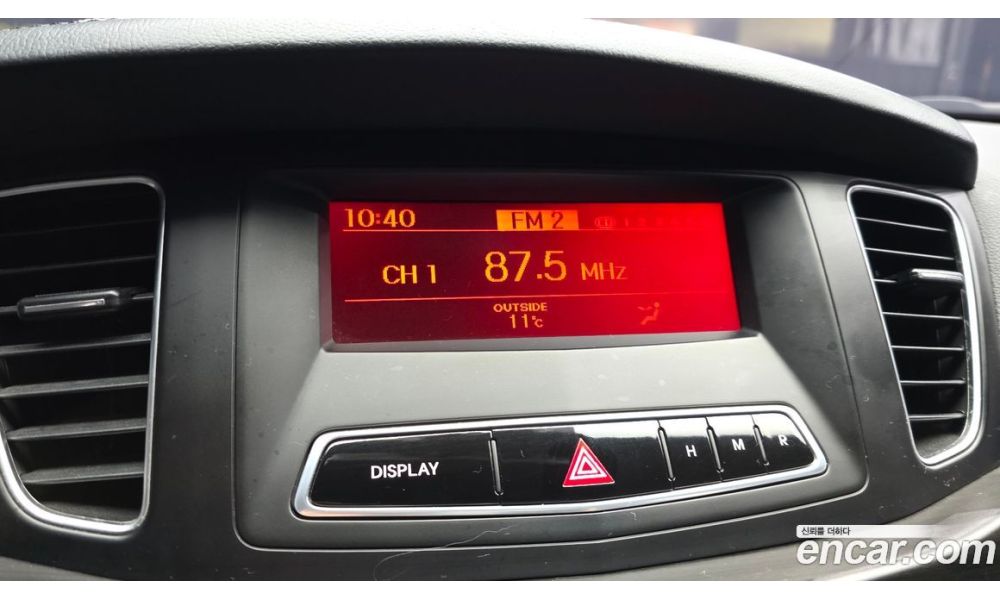 10:40 FM 2
CH 1 87.5 MHz
OUTSIDE
11°c
DISPLAY H M R
신뢰를 더하다
encar.com